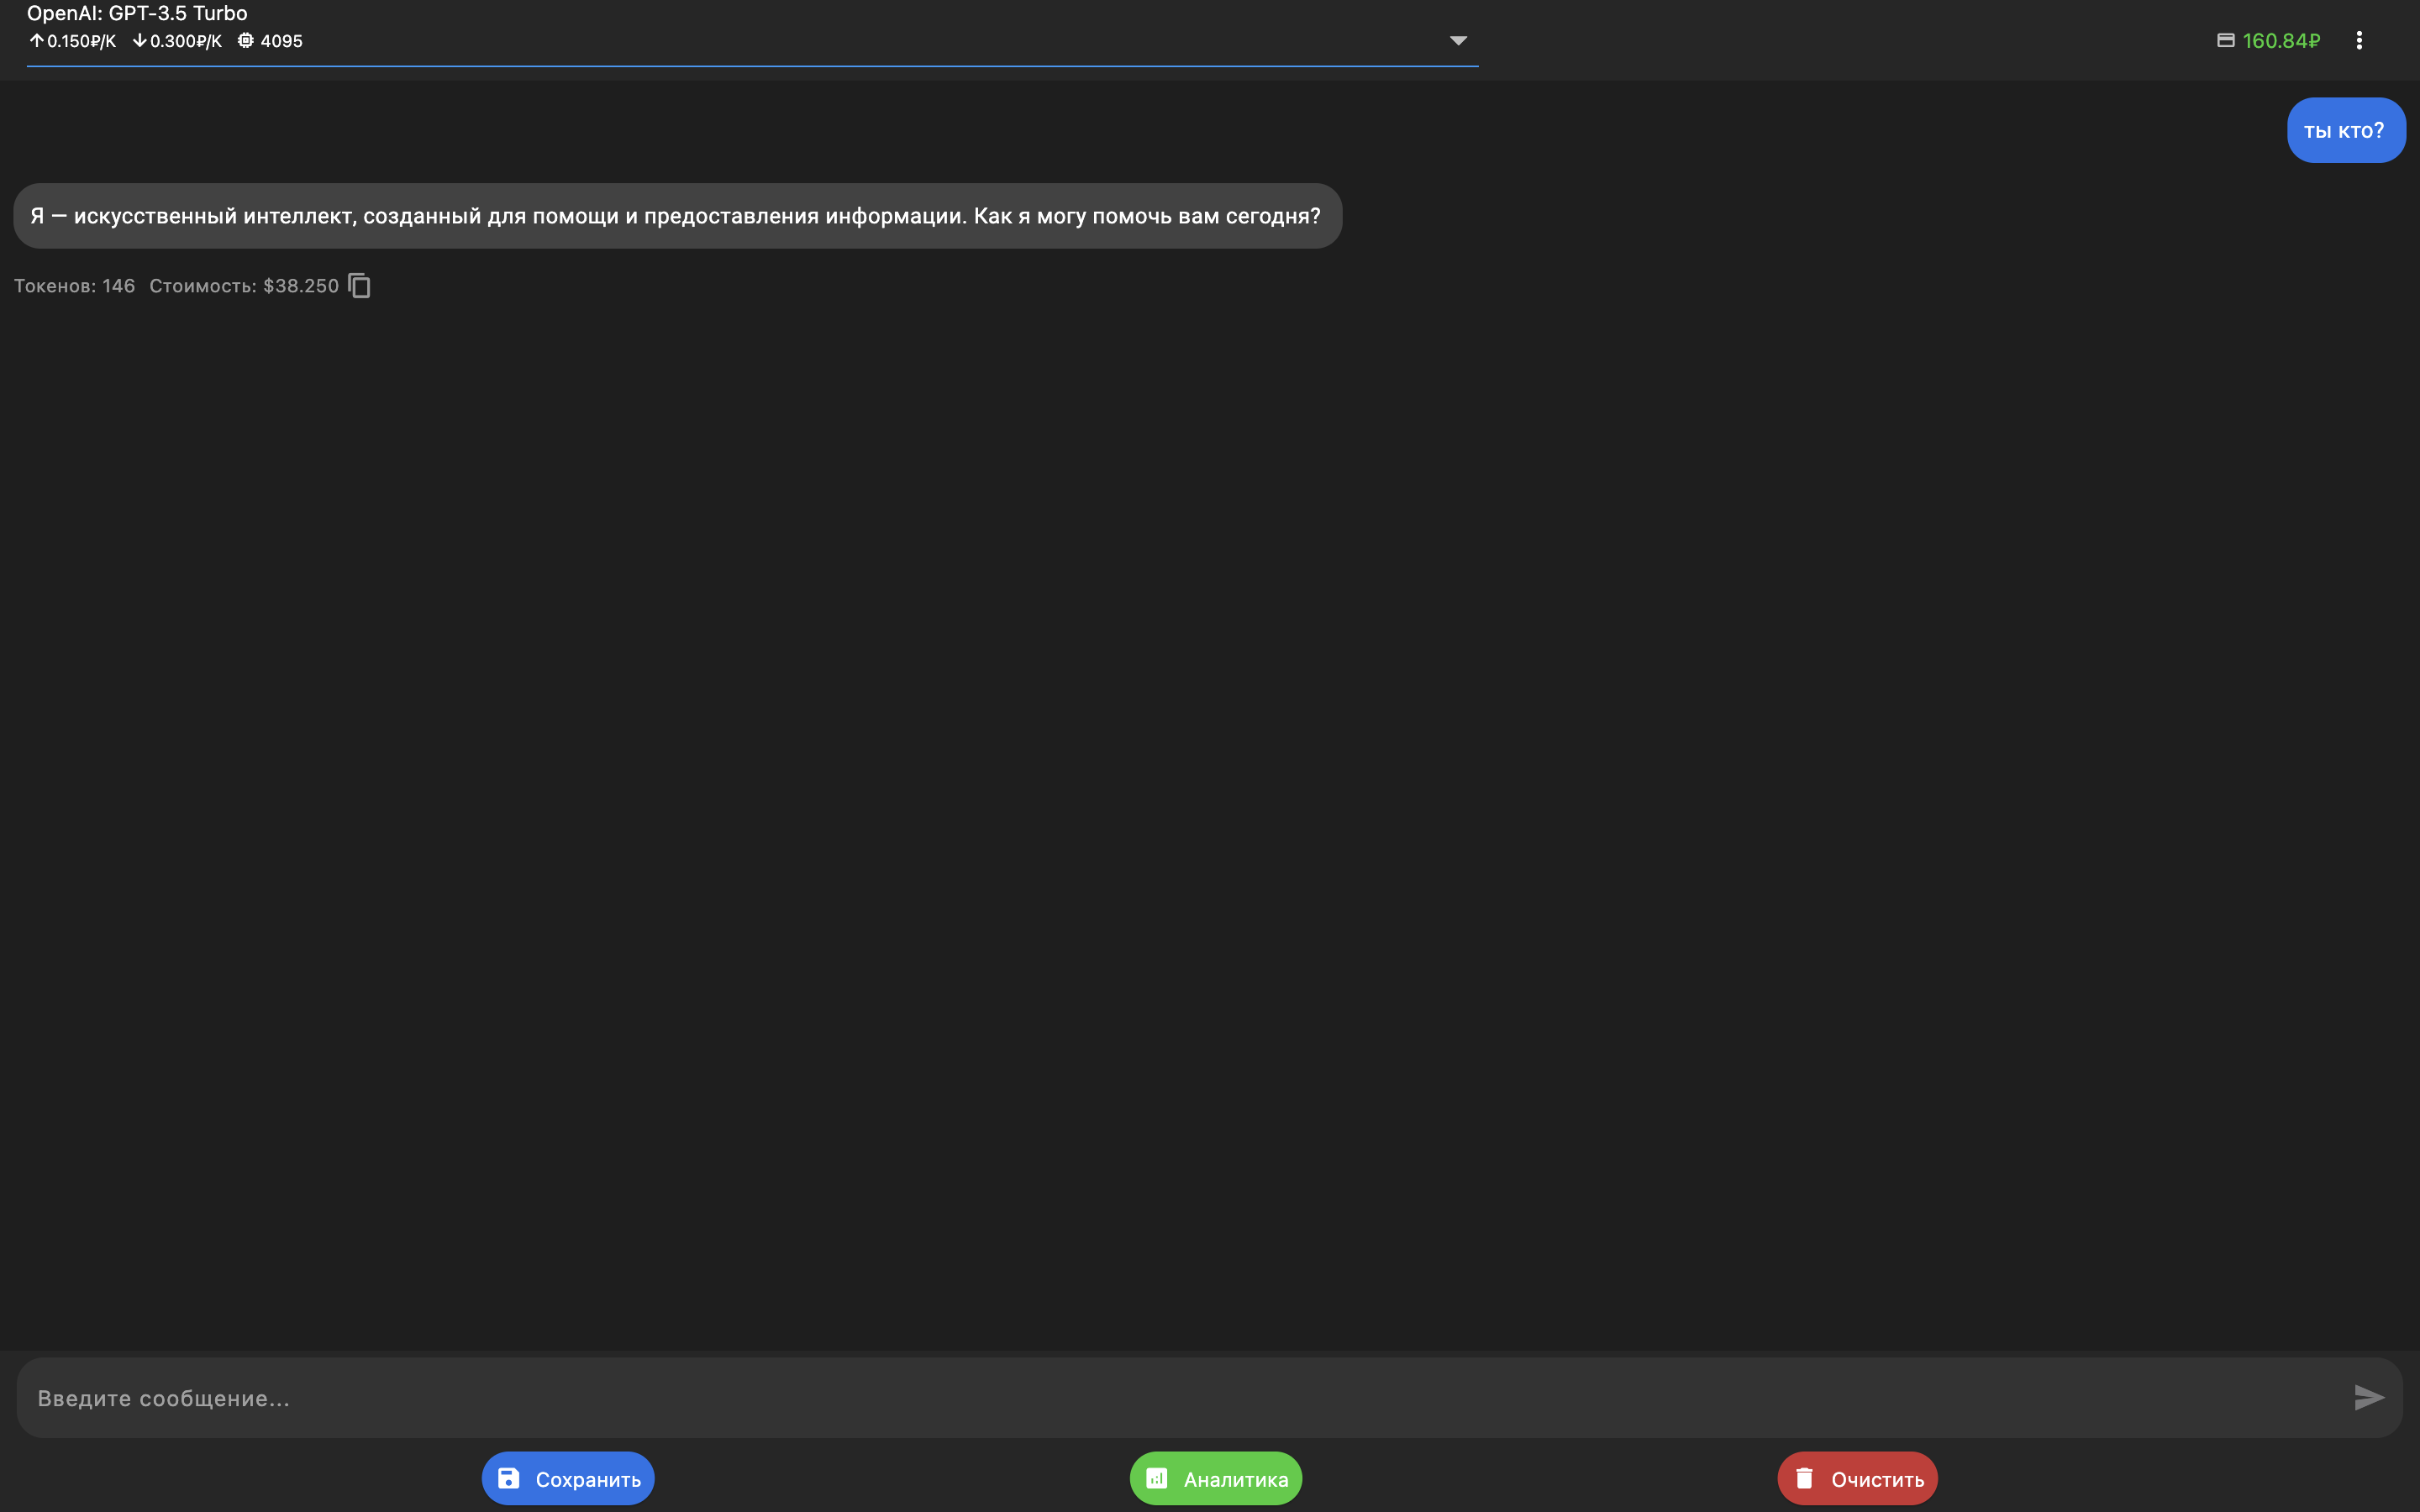 OpenAI: GPT-3.5 Turbo
↑0.150₽/K ↓0.300₽/K 4095
160.84₽
ты кто?
Я — искусственный интеллект, созданный для помощи и предоставления информации. Как я могу помочь вам сегодня?
Токенов: 146 Стоимость: $38.250
Введите сообщение...
Сохранить
Аналитика
Очистить